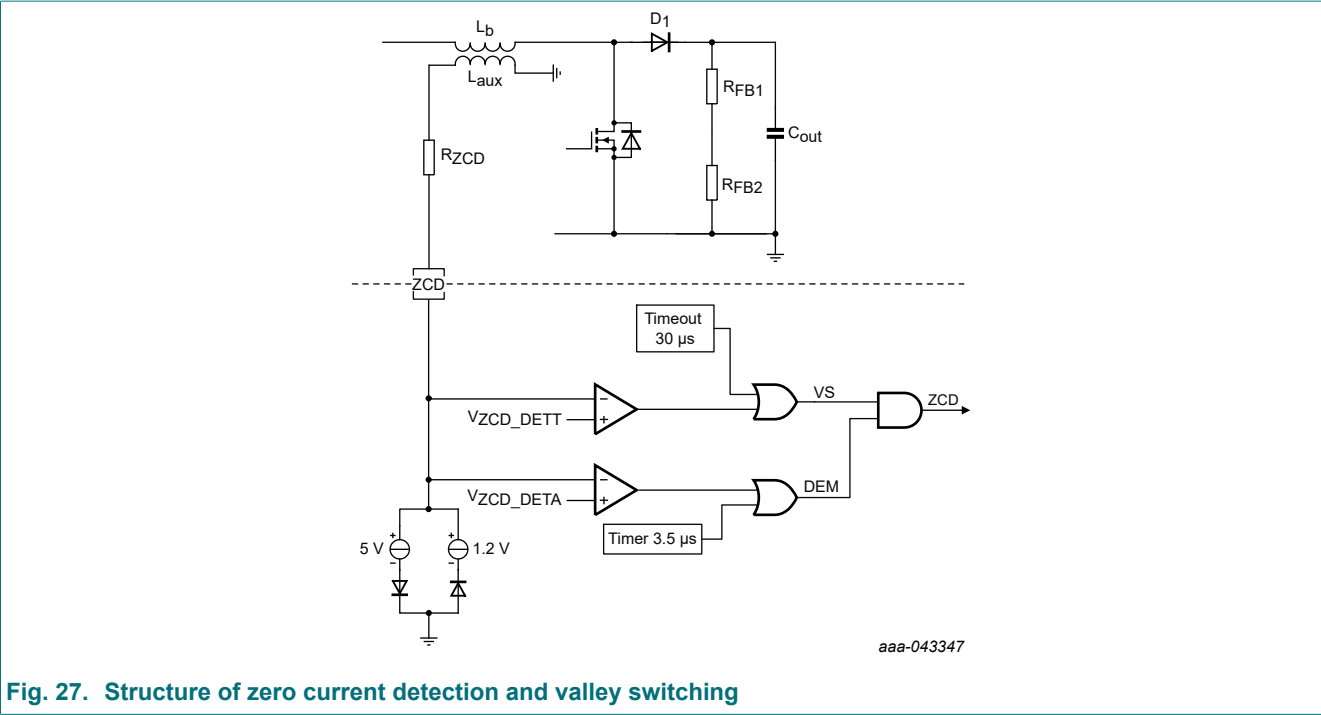 D1
Lb
Laux
RFB1
Cout
RZCD
RFB2
ZCD
Timeout
30 µs
VS
ZCD
−
+
VZCD_DETT
−
+
VZCD_DETA
DEM
Timer 3.5 µs
+
+
5 V
1.2 V
−
−
aaa-043347
Fig. 27. Structure of zero current detection and valley switching